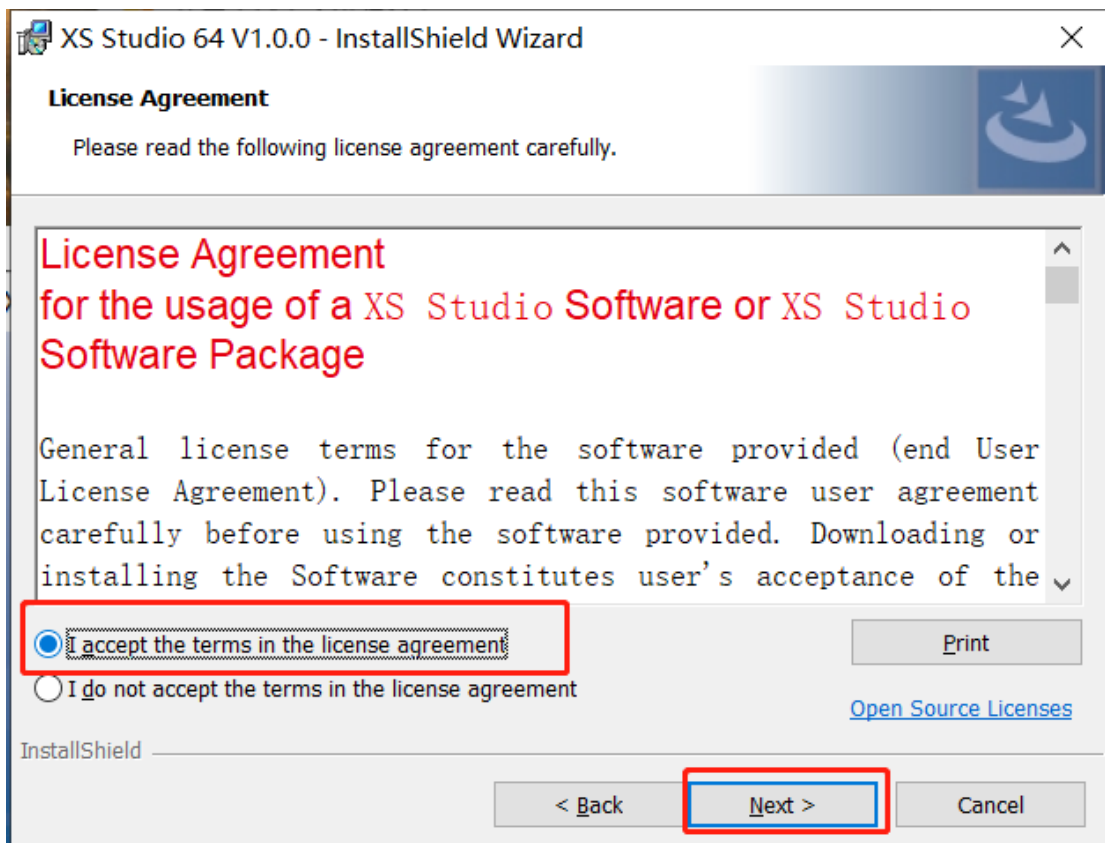 XS Studio 64 V1.0.0 - InstallShield Wizard
License Agreement
Please read the following license agreement carefully.
License Agreement
for the usage of a XS Studio Software or XS Studio
Software Package
General license terms for the software provided (end User
License Agreement). Please read this software user agreement
carefully before using the software provided. Downloading or
installing the Software constitutes user's acceptance of the
I accept the terms in the license agreement
Print
I do not accept the terms in the license agreement
Open Source Licenses
InstallShield
< Back
Next >
Cancel